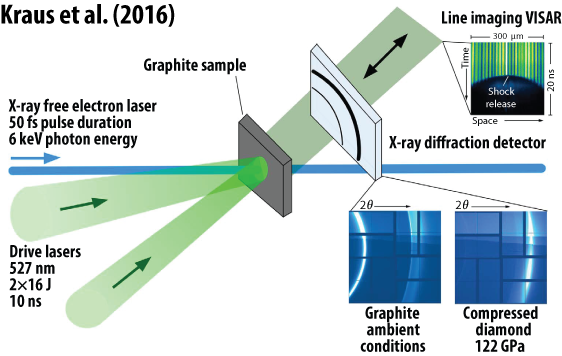 Kraus et al. (2016)
Line imaging VISAR
300 μm
Time
20 ns
Shock
release
Space
Graphite sample
X-ray free electron laser
50 fs pulse duration
6 keV photon energy
X-ray diffraction detector
Drive lasers
527 nm
2×16 J
10 ns
2θ
2θ
Graphite
ambient
conditions
Compressed
diamond
122 GPa